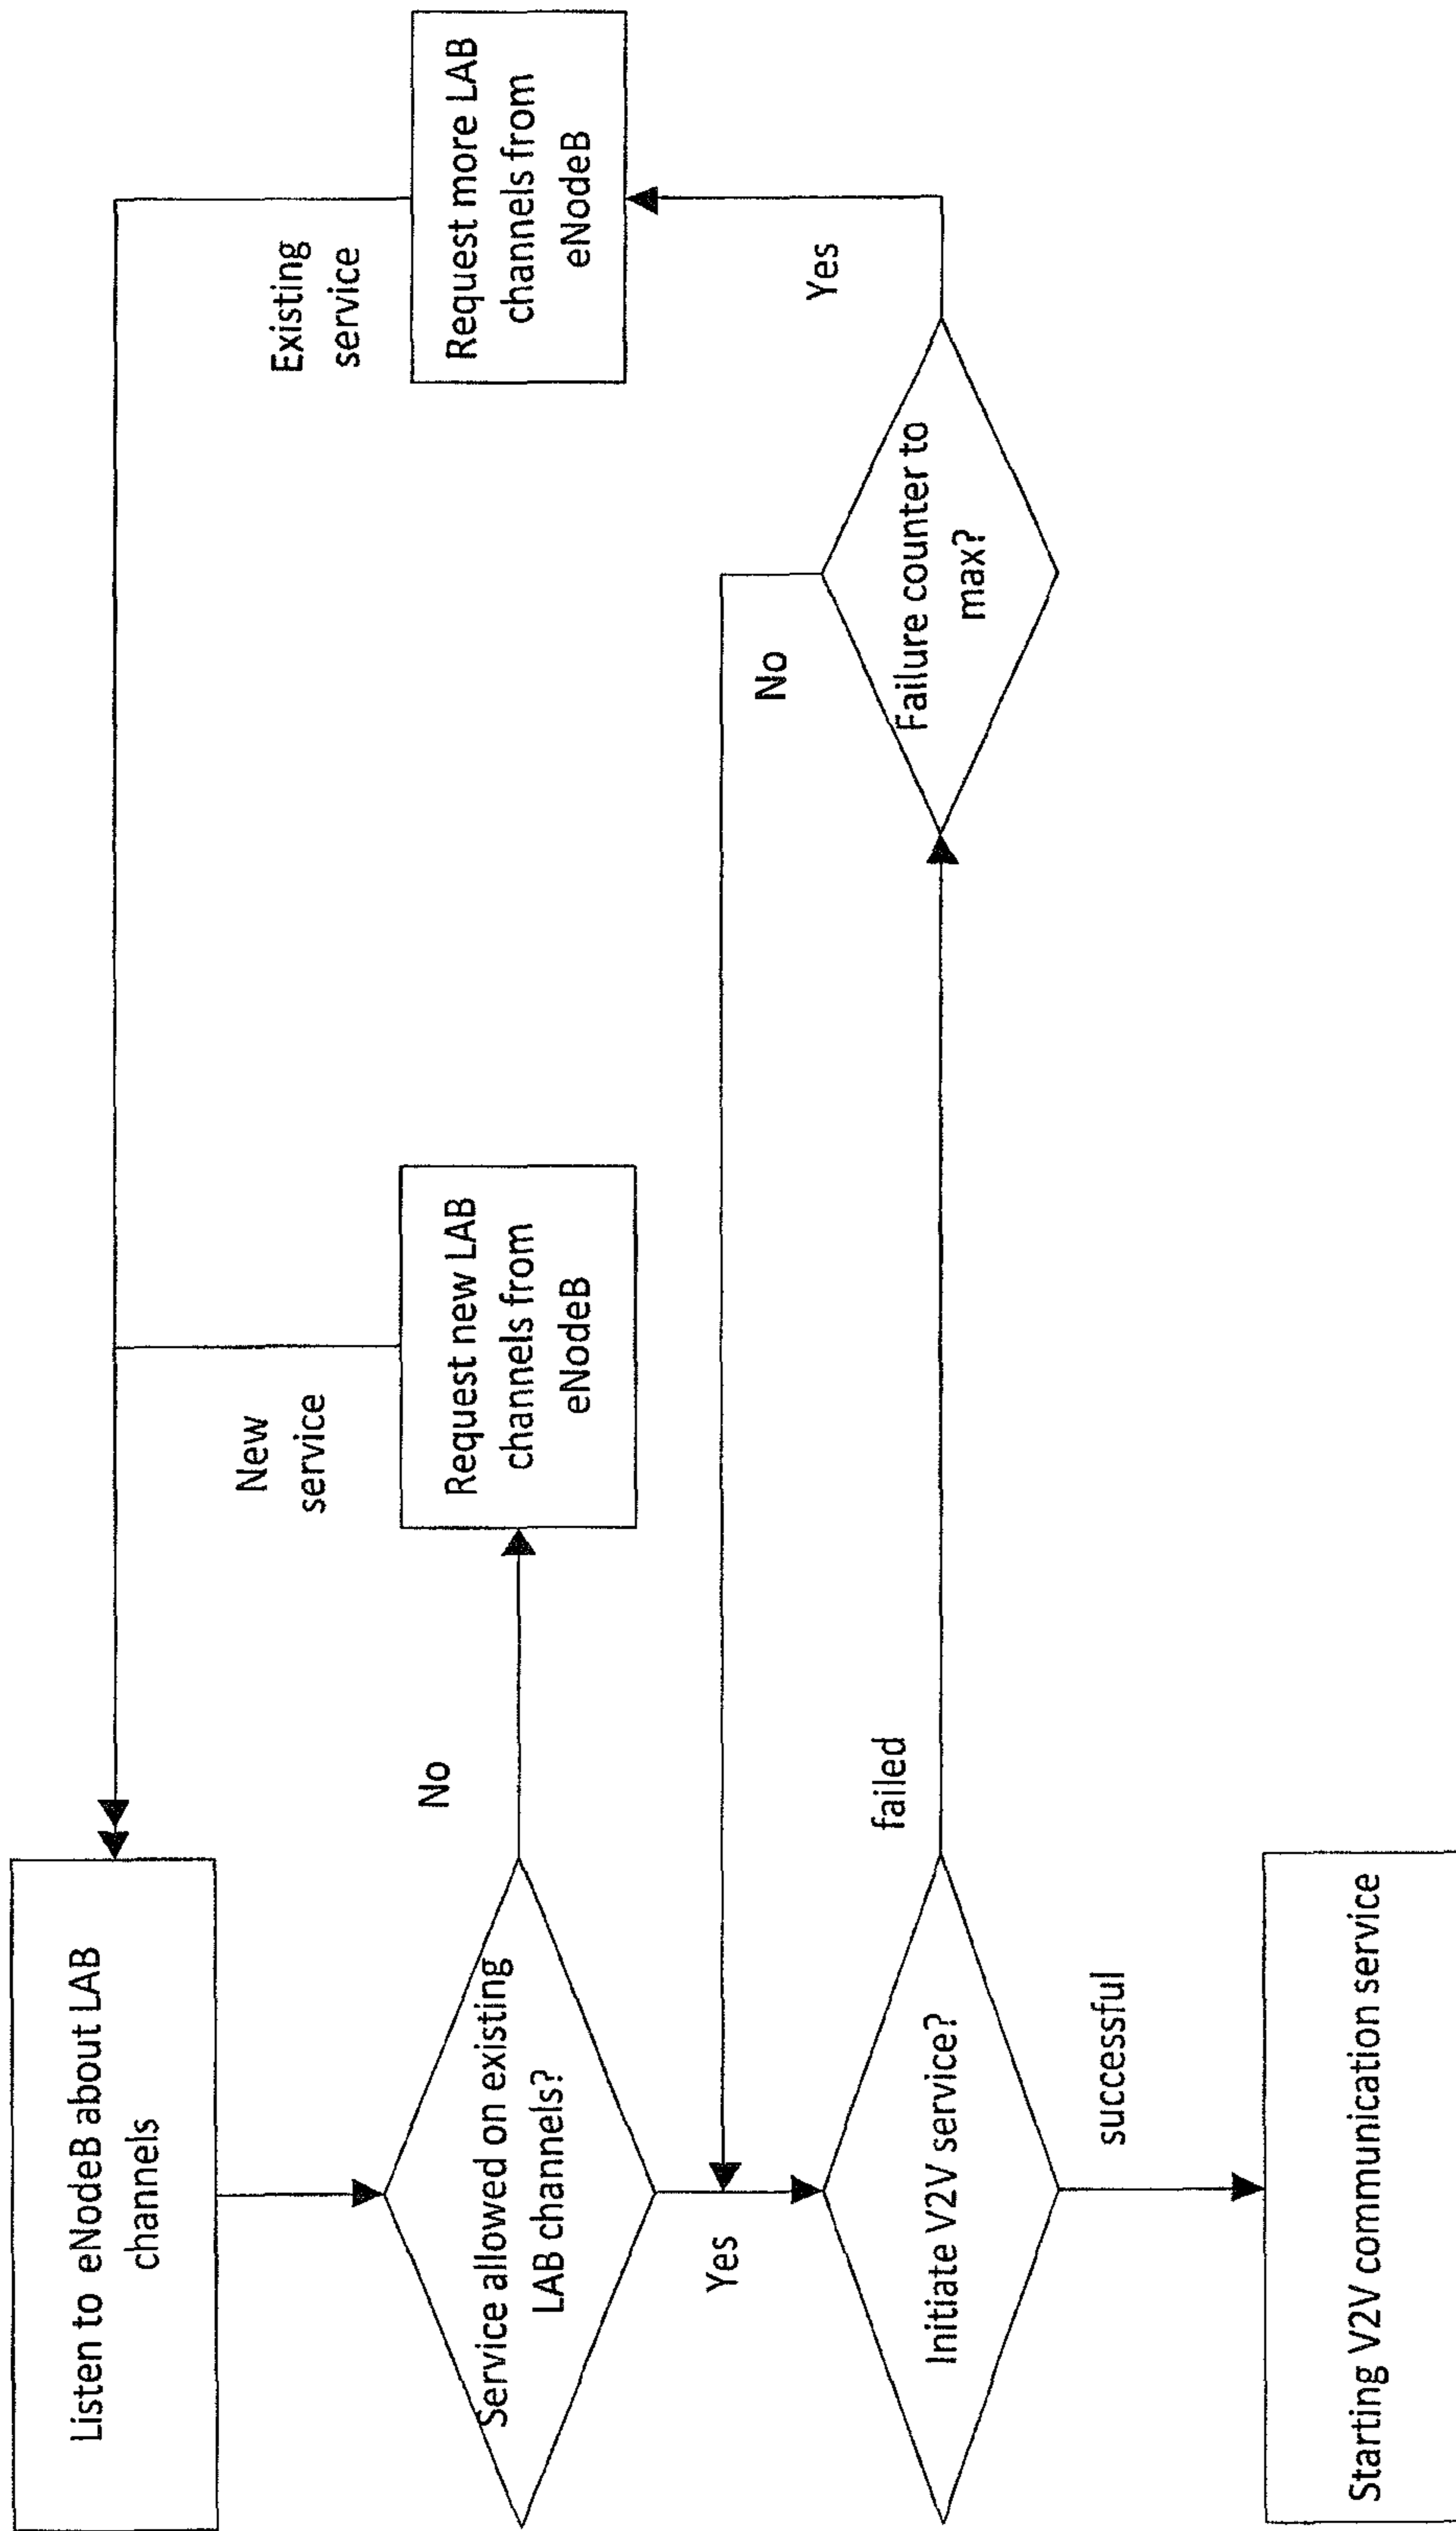 Listen to eNodeB about LAB
channels
Service allowed on existing
LAB channels?
No
Request new LAB
channels from
eNodeB
New
service
Yes
Initiate V2V service?
failed
Failure counter to
max?
No
Yes
Request more LAB
channels from
eNodeB
Existing
service
successful
Starting V2V communication service